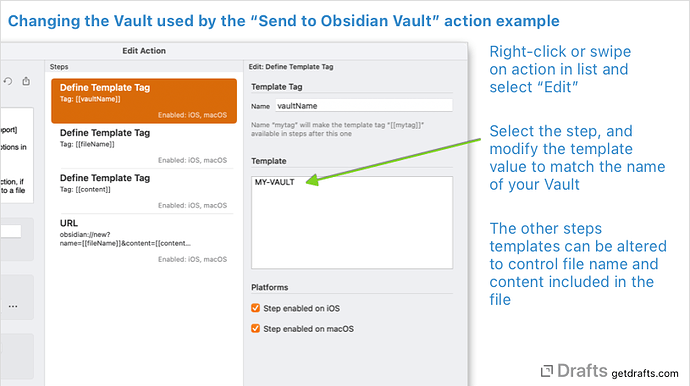 Changing the Vault used by the “Send to Obsidian Vault” action example
Edit Action
Steps
Define Template Tag
Tag: [[vaultName]]
Enabled: iOS, macOS
Define Template Tag
Tag: [[fileName]]
Enabled: iOS, macOS
Define Template Tag
Tag: [[content]]
Enabled: iOS, macOS
URL
obsidian://new?
name=[[fileName]]&content=[[content...
Enabled: iOS, macOS
port]
ptions in
ction, if
to a file
...
Edit: Define Template Tag
Template Tag
Name vaultName
Name "mytag" will make the template tag "[[mytag]]"
available in steps after this one
Template
MY-VAULT
Platforms
Step enabled on iOS
Step enabled on macOS
Right-click or swipe
on action in list and
select “Edit”
Select the step, and
modify the template
value to match the name
of your Vault
The other steps
templates can be altered
to control file name and
content included in the
file
Drafts getdrafts.com